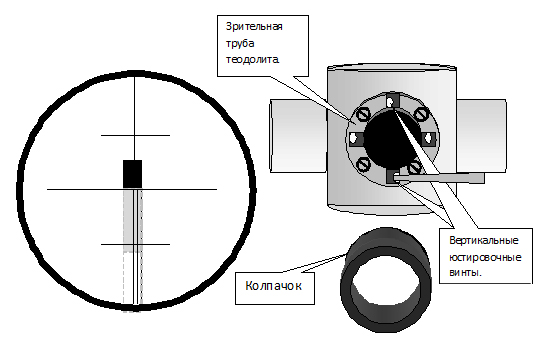 Зрительная
труба
теодолита.
Вертикальные
юстировочные
винты.
Колпачок